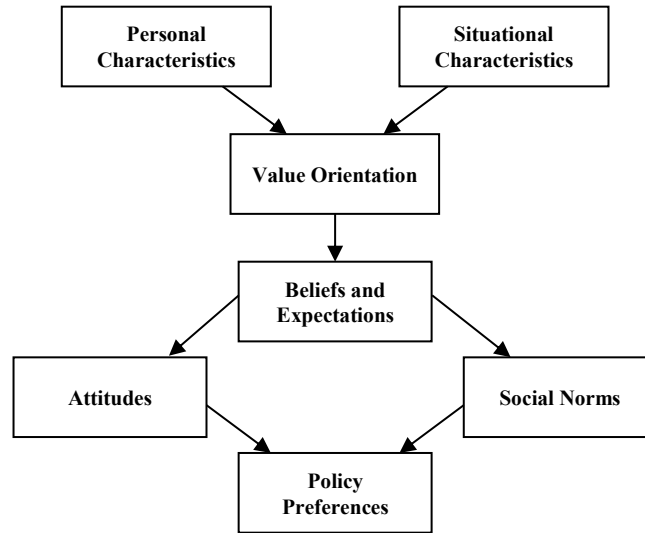 Personal
Characteristics
Situational
Characteristics
Value Orientation
Beliefs and
Expectations
Attitudes
Social Norms
Policy
Preferences